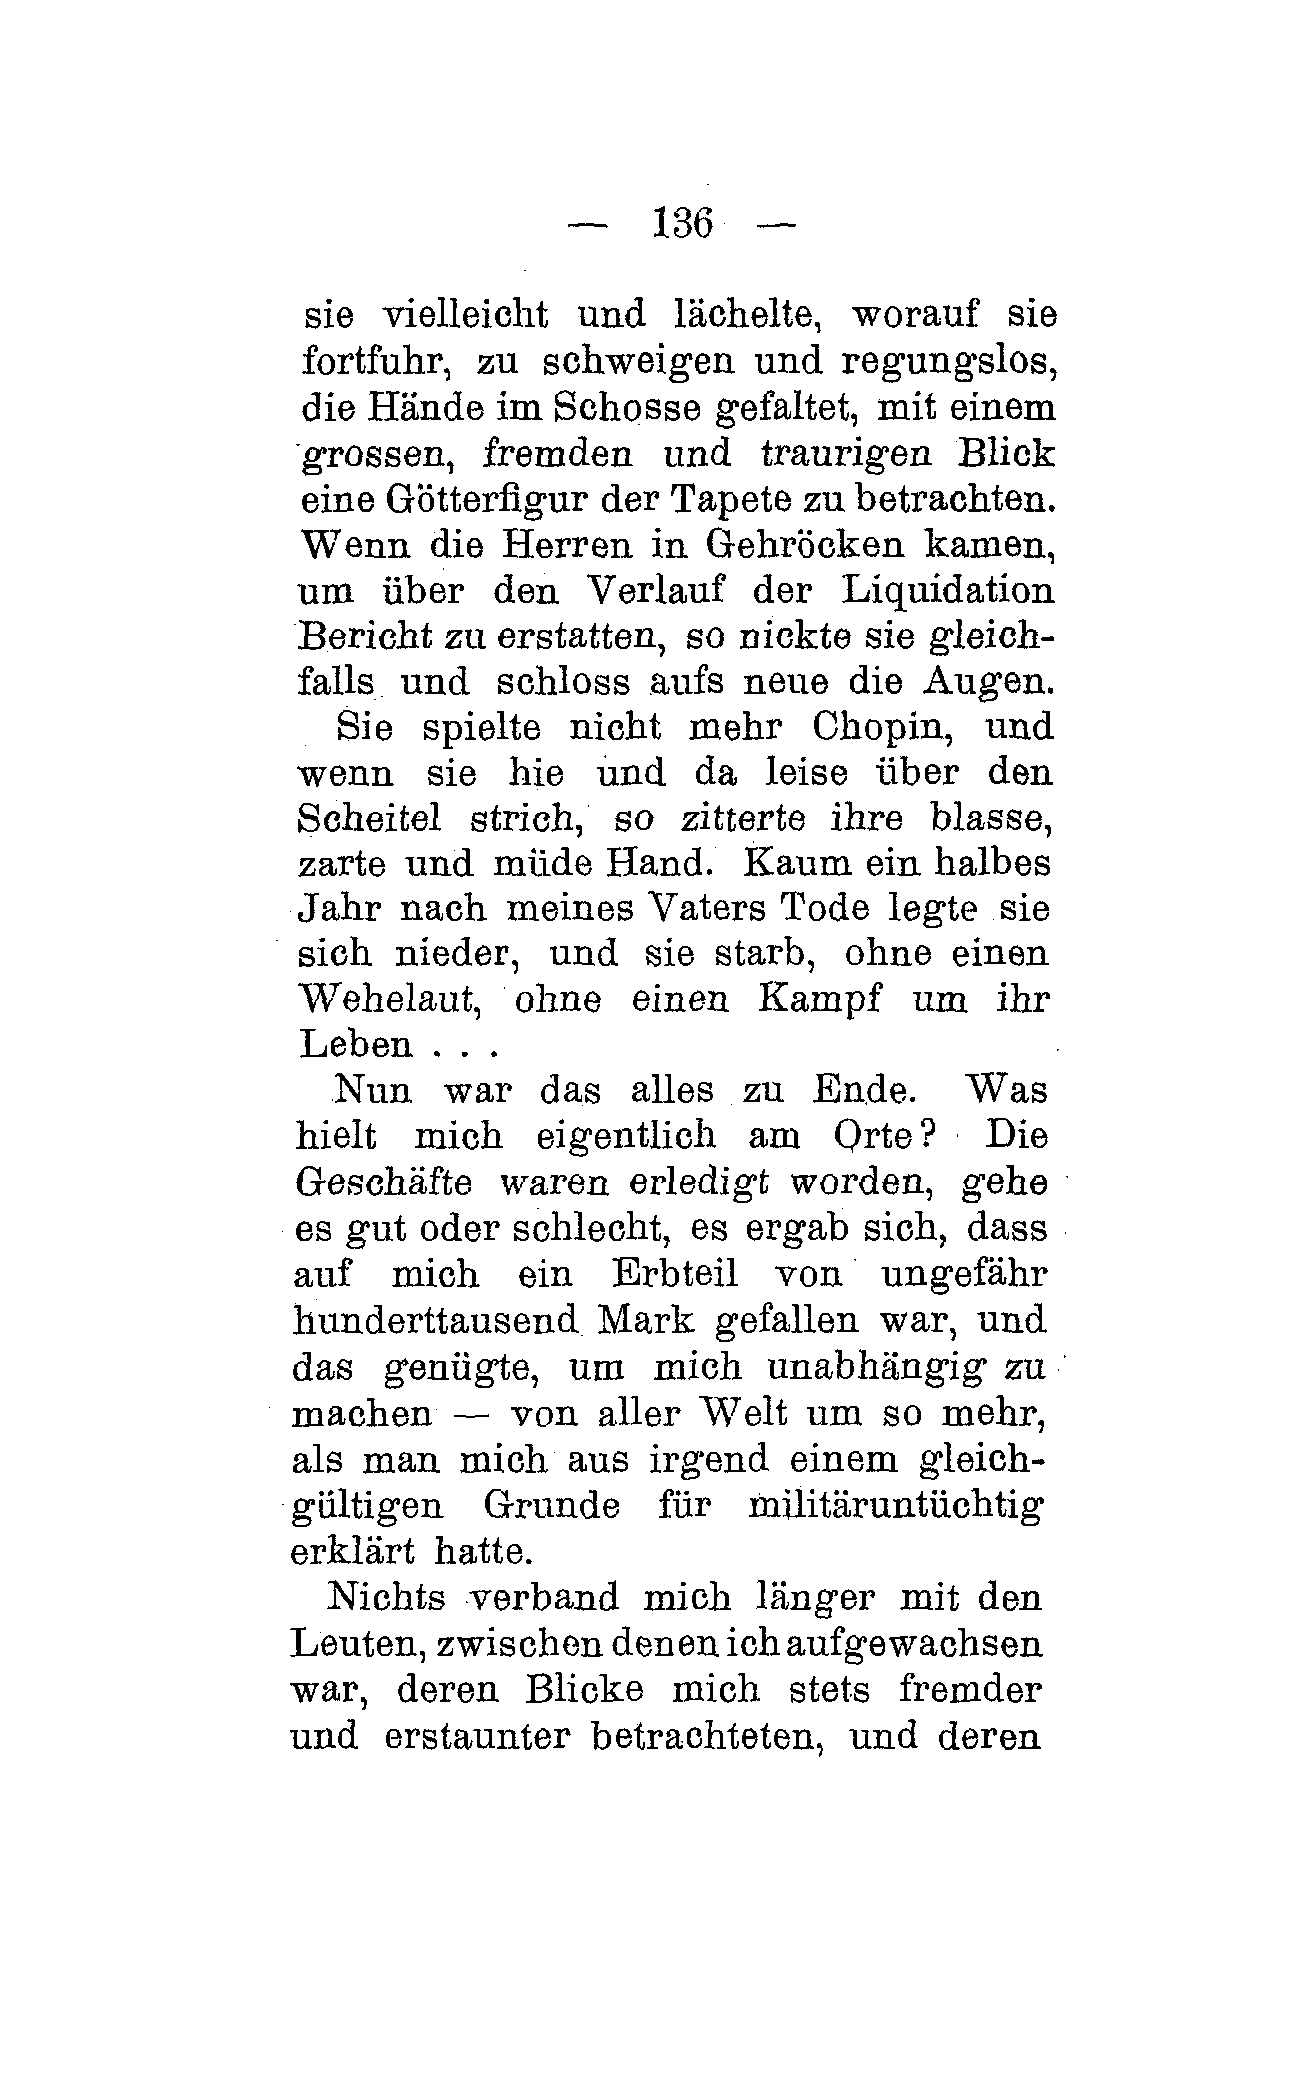 — 136 —
sie vielleicht und lächelte, worauf sie
fortfuhr, zu schweigen und regungslos,
die Hände im Schosse gefaltet, mit einem
grossen, fremden und traurigen Blick
eine Götterfigur der Tapete zu betrachten.
Wenn die Herren in Gehröcken kamen,
um über den Verlauf der Liquidation
Bericht zu erstatten, so nickte sie gleich-
falls und schloss aufs neue die Augen.
Sie spielte nicht mehr Chopin, und
wenn sie hie und da leise über den
Scheitel strich, so zitterte ihre blasse,
zarte und müde Hand. Kaum ein halbes
Jahr nach meines Vaters Tode legte sie
sich nieder, und sie starb, ohne einen
Wehelaut, ohne einen Kampf um ihr
Leben . . .
Nun war das alles zu Ende. Was
hielt mich eigentlich am Orte? Die
Geschäfte waren erledigt worden, gehe
es gut oder schlecht, es ergab sich, dass
auf mich ein Erbteil von ungefähr
hunderttausend Mark gefallen war, und
das genügte, um mich unabhängig zu
machen — von aller Welt um so mehr,
als man mich aus irgend einem gleich-
gültigen Grunde für militäruntüchtig
erklärt hatte.
Nichts verband mich länger mit den
Leuten, zwischen denen ich aufgewachsen
war, deren Blicke mich stets fremder
und erstaunter betrachteten, und deren